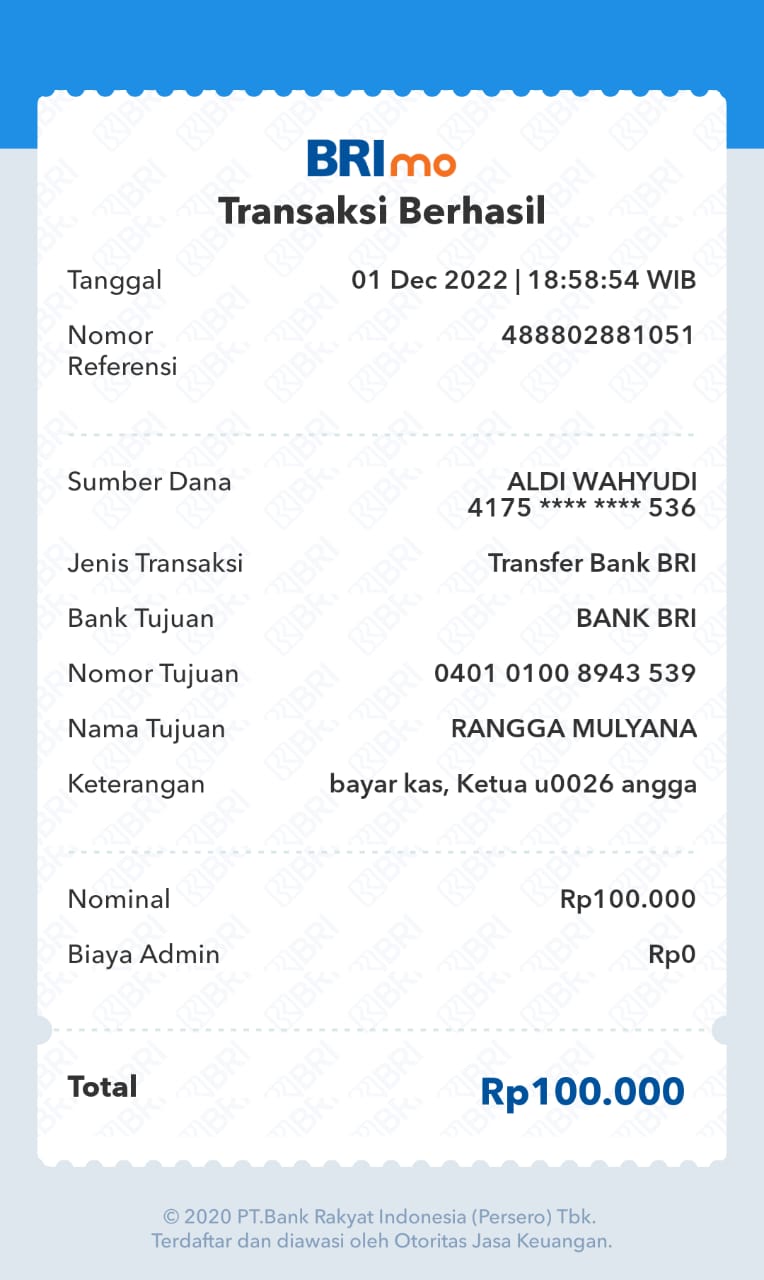 BRImo
Transaksi Berhasil
Tanggal 01 Dec 2022 | 18:58:54 WIB
Nomor Referensi 488802881051
Sumber Dana ALDI WAHYUDI
4175 **** **** 536
Jenis Transaksi Transfer Bank BRI
Bank Tujuan BANK BRI
Nomor Tujuan 0401 0100 8943 539
Nama Tujuan RANGGA MULYANA
Keterangan bayar kas, Ketua u0026 angga
Nominal Rp100.000
Biaya Admin Rp0
Total Rp100.000
© 2020 PT.Bank Rakyat Indonesia (Persero) Tbk.
Terdaftar dan diawasi oleh Otoritas Jasa Keuangan.